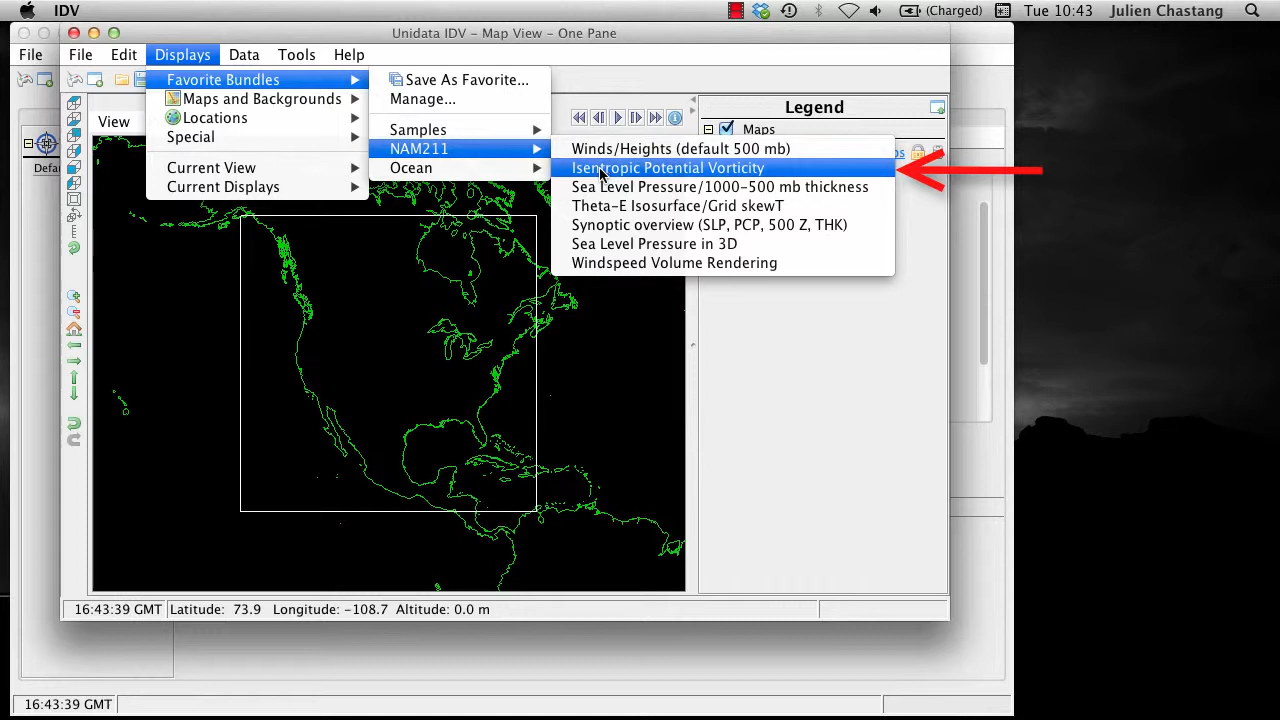 IDV
(Charged)
Tue 10:43
Julien Chastang
Unidata IDV – Map View – One Pane
File
File Edit Displays Data Tools Help
Favorite Bundles
Maps and Backgrounds
Locations
Special
Current View
Current Displays
Save As Favorite...
Manage...
Samples
NAM211
Ocean
Winds/Heights (default 500 mb)
Isentropic Potential Vorticity
Sea Level Pressure/1000–500 mb thickness
Theta-E Isosurface/Grid skewT
Synoptic overview (SLP, PCP, 500 Z, THK)
Sea Level Pressure in 3D
Windspeed Volume Rendering
View
Legend
Maps
Defau
16:43:39 GMT
Latitude: 73.9 Longitude: -108.7 Altitude: 0.0 m
16:43:39 GMT